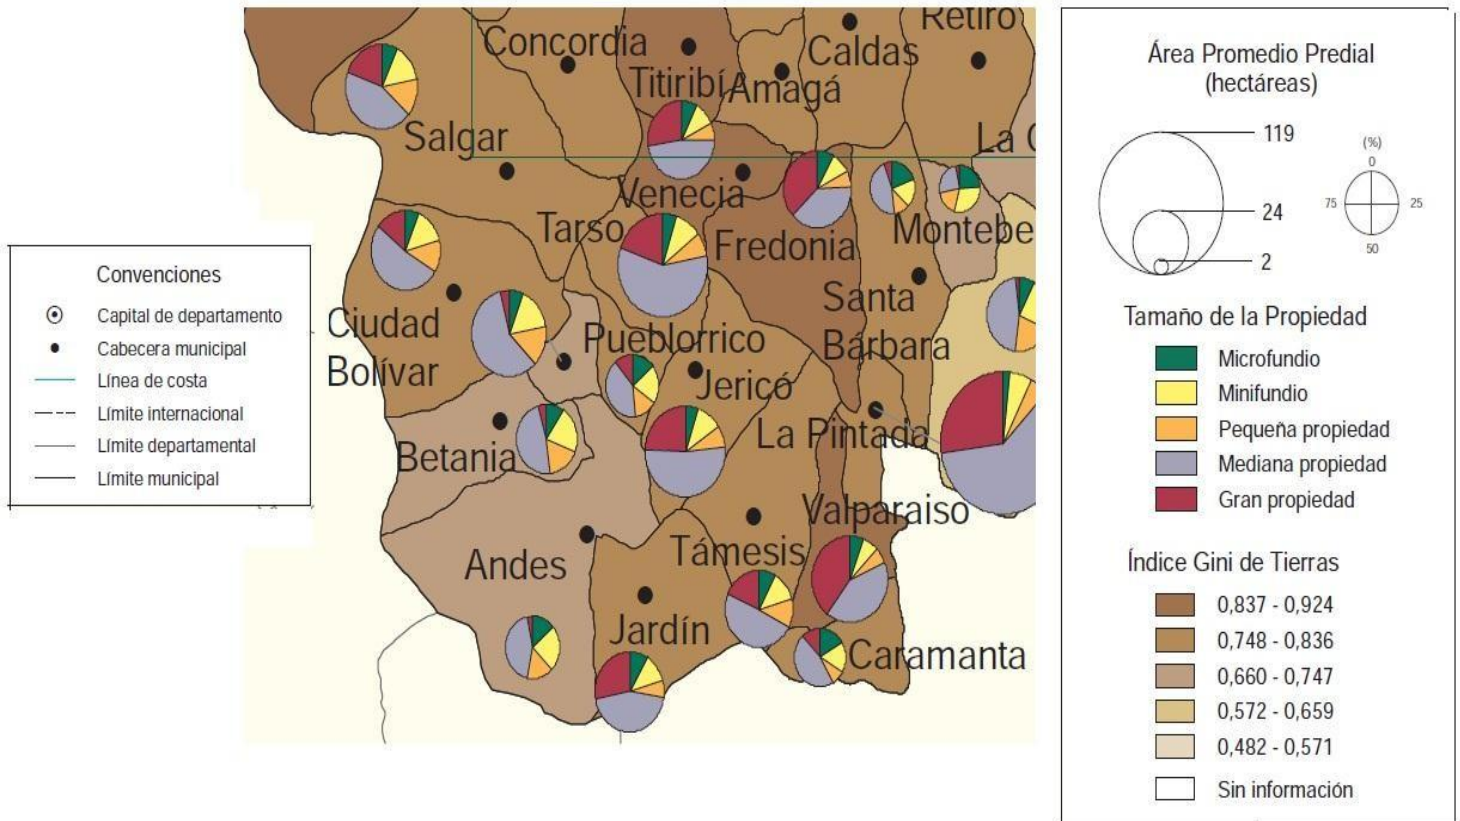 Convenciones
Capital de departamento
Cabecera municipal
Línea de costa
Límite internacional
Límite departamental
Límite municipal
Retiro
Concordia
Caldas
Titiribí
Amagá
Salgar
La C
Venecia
Tarso
Fredonia
Montebe
Ciudad
Bolívar
Pueblorrico
Santa
Bárbara
Jericó
La Pintada
Betania
Valparaiso
Támesis
Andes
Jardín
Caramanta
Área Promedio Predial
(hectáreas)
119
24
2
(%)
0
75
25
50
Tamaño de la Propiedad
Microfundio
Minifundio
Pequeña propiedad
Mediana propiedad
Gran propiedad
Índice Gini de Tierras
0,837 - 0,924
0,748 - 0,836
0,660 - 0,747
0,572 - 0,659
0,482 - 0,571
Sin información